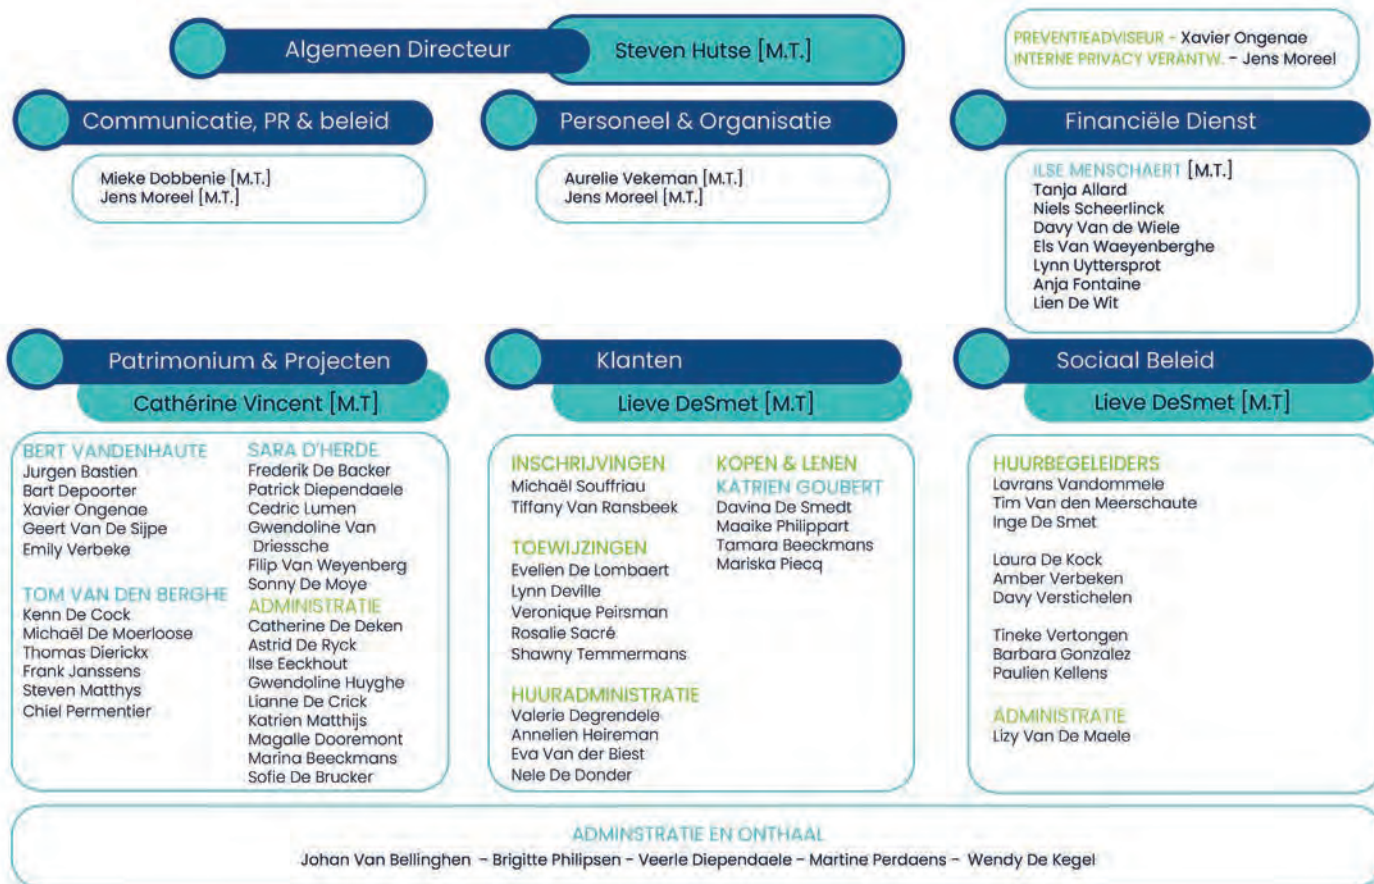 Algemeen Directeur
Steven Hutse [M.T.]
PREVENTIEADVISEUR - Xavier Ongenae
INTERNE PRIVACY VERANTW. - Jens Moreel
Communicatie, PR & beleid
Mieke Dobbenie [M.T.]
Jens Moreel [M.T.]
Personeel & Organisatie
Aurelie Vekeman [M.T.]
Jens Moreel [M.T.]
Financiële Dienst
ILSE MENSCHAERT [M.T.]
Tanja Allard
Niels Scheerlinck
Davy Van de Wiele
Els Van Waeyenberghe
Lynn Uyttersprot
Anja Fontaine
Lien De Wit
Patrimonium & Projecten
Cathérine Vincent [M.T]
BERT VANDENHAUTE
Jurgen Bastien
Bart Depoorter
Xavier Ongenae
Geert Van De Sijpe
Emily Verbeke
TOM VAN DEN BERGHE
Kenn De Cock
Michaël De Moerloose
Thomas Dierickx
Frank Janssens
Steven Matthys
Chiel Permentier
SARA D'HERDE
Frederik De Backer
Patrick Diependaele
Cedric Lumen
Gwendoline Van
Driessche
Filip Van Weyenberg
Sonny De Moye
ADMINISTRATIE
Catherine De Deken
Astrid De Ryck
Ilse Eeckhout
Gwendoline Huyghe
Lianne De Crick
Katrien Matthijs
Magalie Dooremont
Marina Beeckmans
Sofie De Brucker
Klanten
Lieve DeSmet [M.T]
INSCHRIJVINGEN
Michaël Souffriau
Tiffany Van Ransbeek
TOEWIJZINGEN
Evelien De Lombaert
Lynn Deville
Veronique Peirsman
Rosalie Sacré
Shawny Temmermans
HUURADMINISTRATIE
Valerie Degrendele
Annelien Heireman
Eva Van der Biest
Nele De Donder
KOPEN & LENEN
KATRIEN GOUBERT
Davina De Smedt
Maaike Philippart
Tamara Beeckmans
Mariska Piecq
Sociaal Beleid
Lieve DeSmet [M.T]
HUURBEGELEIDERS
Lavrans Vandommele
Tim Van den Meerschaute
Inge De Smet
Laura De Kock
Amber Verbeken
Davy Verstichelen
Tineke Vertongen
Barbara Gonzalez
Paulien Kellens
ADMINISTRATIE
Lizy Van De Maele
ADMINSTRATIE EN ONTHAAL
Johan Van Bellinghen - Brigitte Philipsen - Veerle Diependaele - Martine Perdaens - Wendy De Kegel